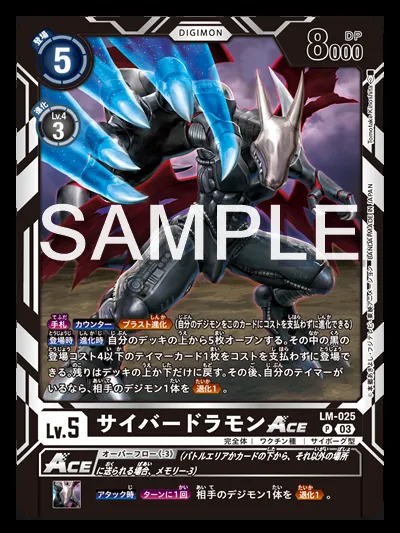 DIGIMON
登場
5
8000
DP
進化
Lv.4
3
SAMPLE
手札 カウンター ブラスト進化 (自分のデジモンをこのカードにコストを支払わずに進化できる)
登場時 進化時 自分のデッキの上から5枚オープンする。その中の黒の
登場コスト4以下のテイマーカード1枚をコストを支払わずに登場で
きる。残りはデッキの上か下だけに戻す。その後、自分のテイマーが
いるなら、相手のデジモン1体を 退化1 。
Lv.5
サイバードラモンACE
LM-025
P 03
完全体 ワクチン種 サイボーグ型
ACE
オーバーフロー《-3》 (バトルエリアかカードの下から、それ以外の場所
に送られる場合、メモリー-3)
アタック時 ターンに1回 相手のデジモン1体を 退化1 。